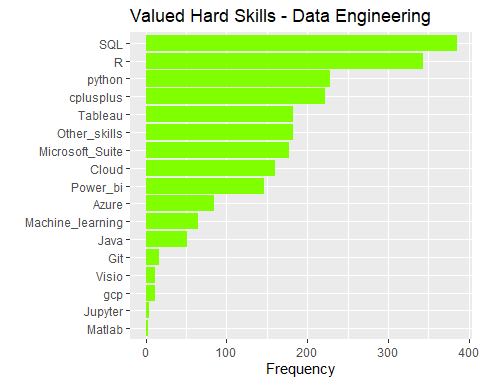 Valued Hard Skills - Data Engineering
SQL
R
python
cplusplus
Tableau
Other_skills
Microsoft_Suite
Cloud
Power_bi
Azure
Machine_learning
Java
Git
Visio
gcp
Jupyter
Matlab
0 100 200 300 400
Frequency